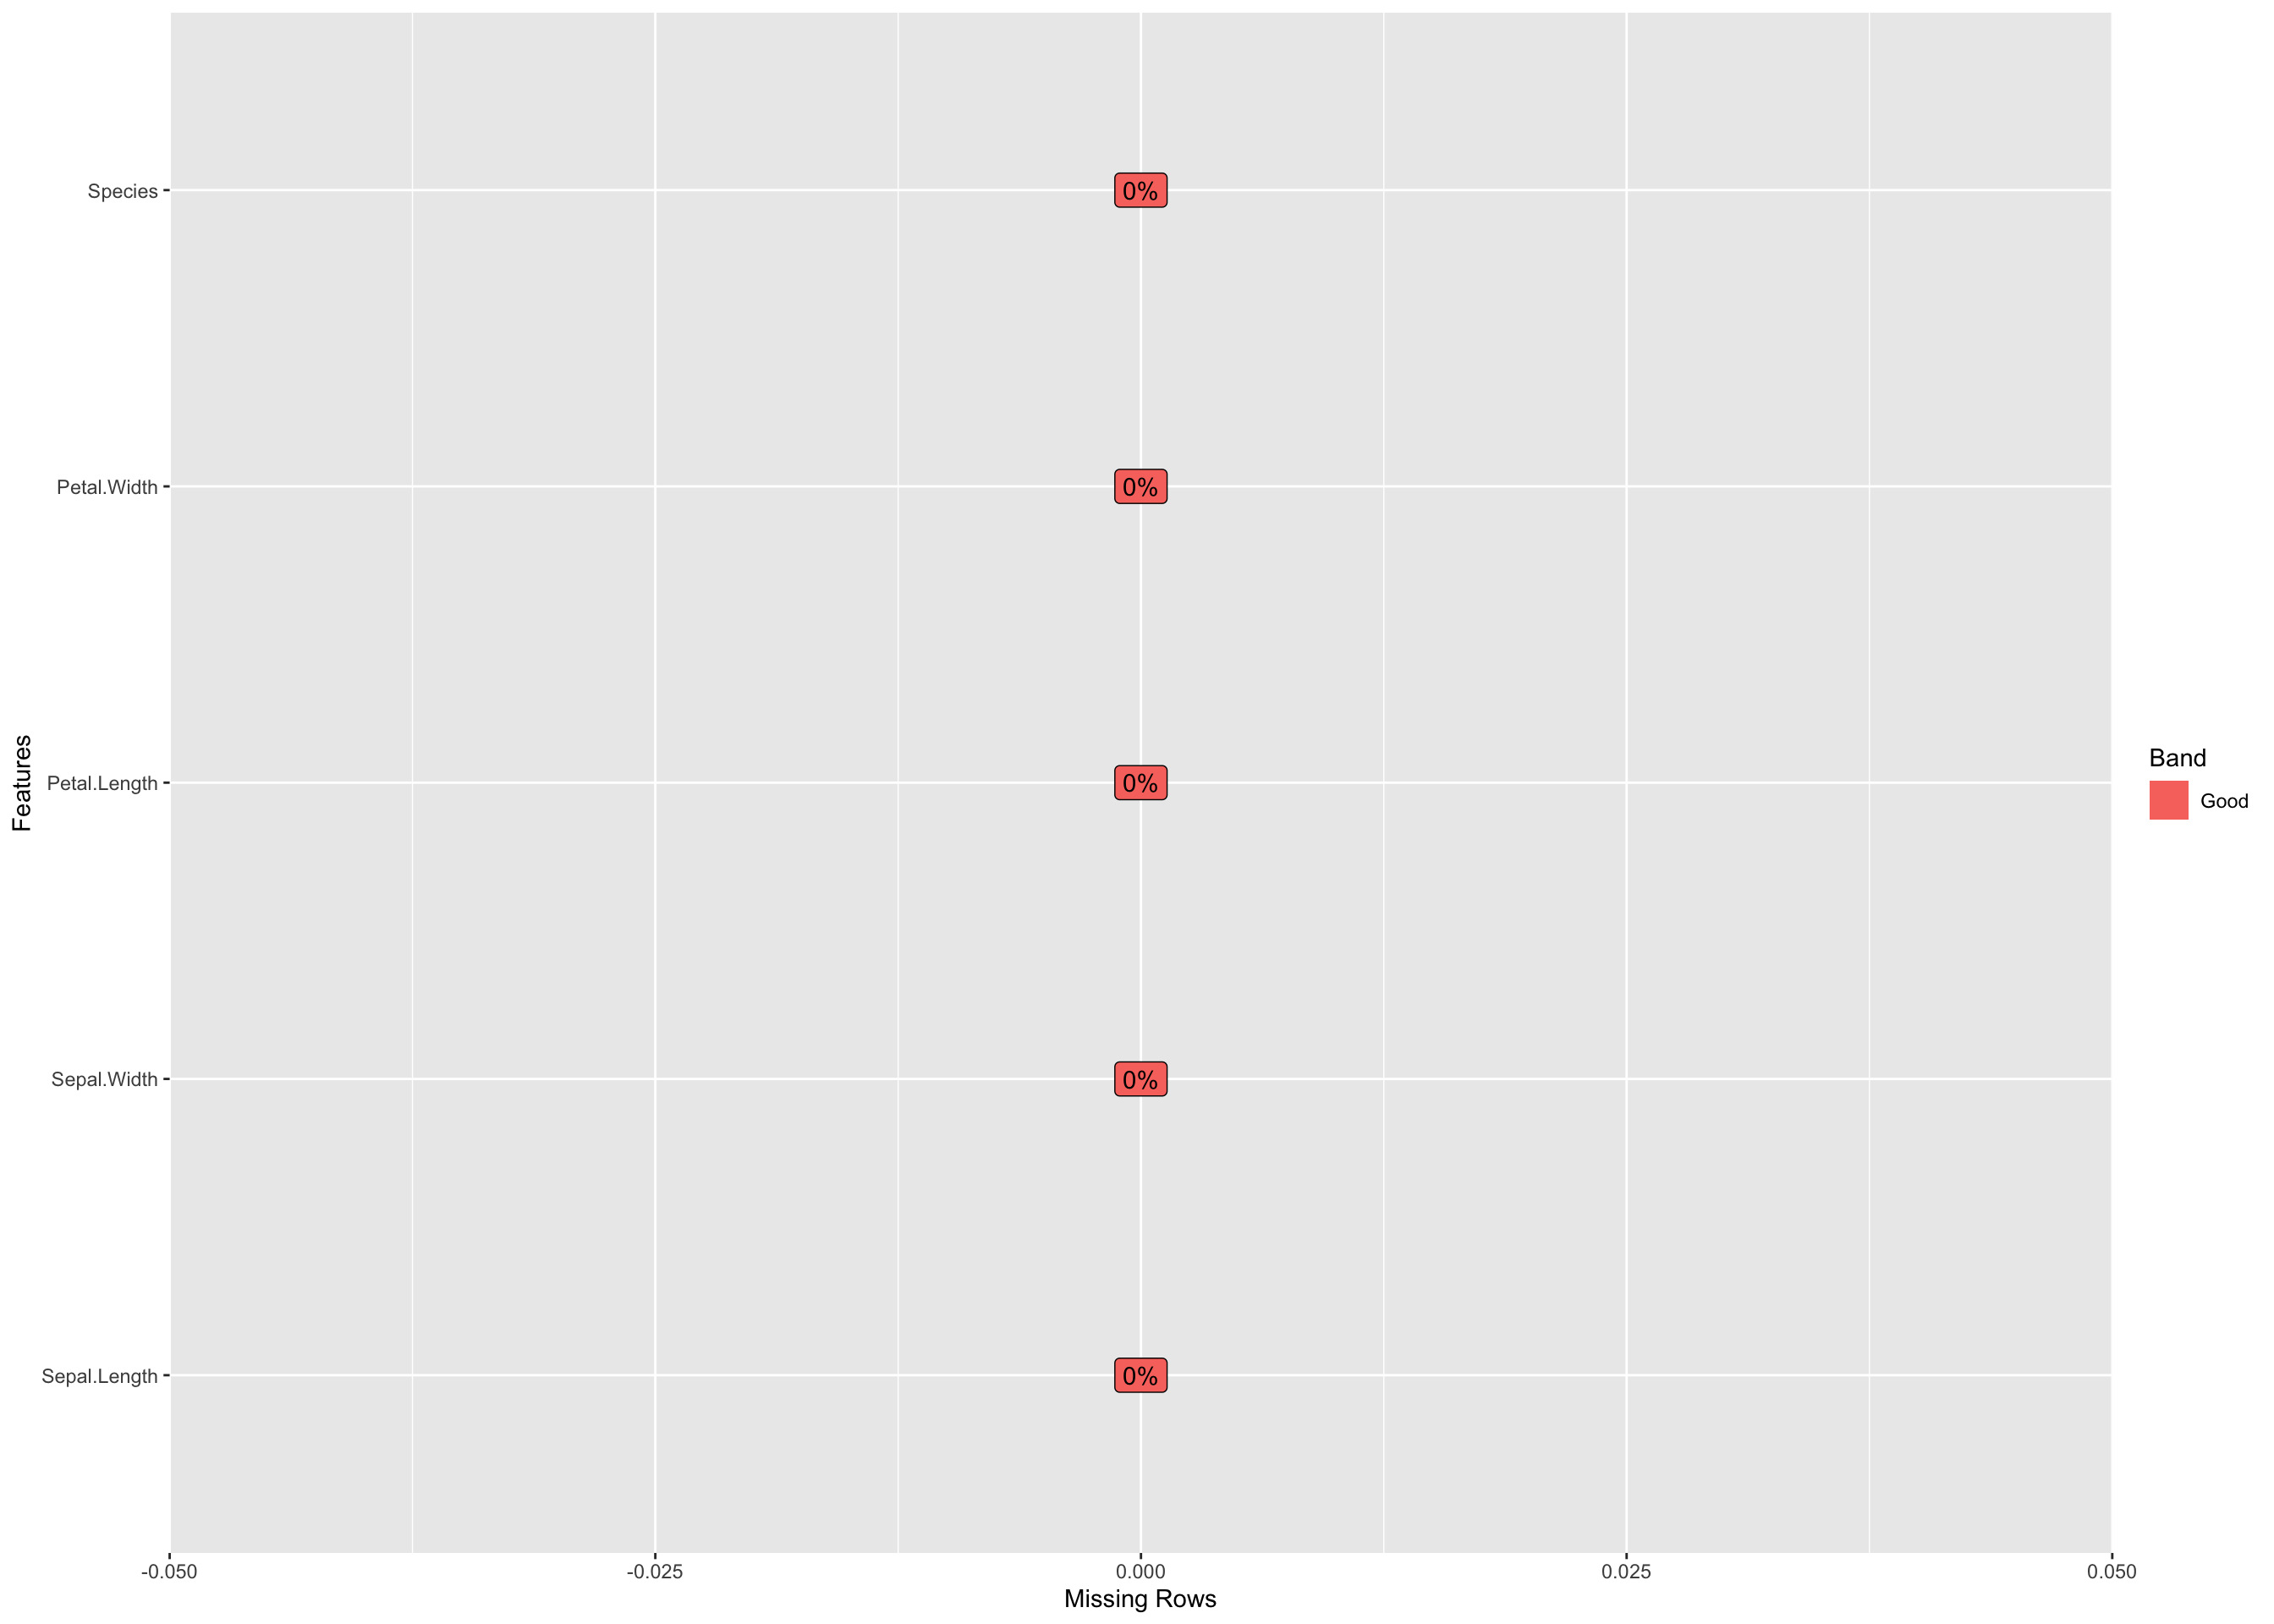 Species
0%
Petal.Width
0%
Petal.Length
0%
Sepal.Width
0%
Sepal.Length
0%
Features
-0.050
-0.025
0.000
0.025
0.050
Missing Rows
Band
Good